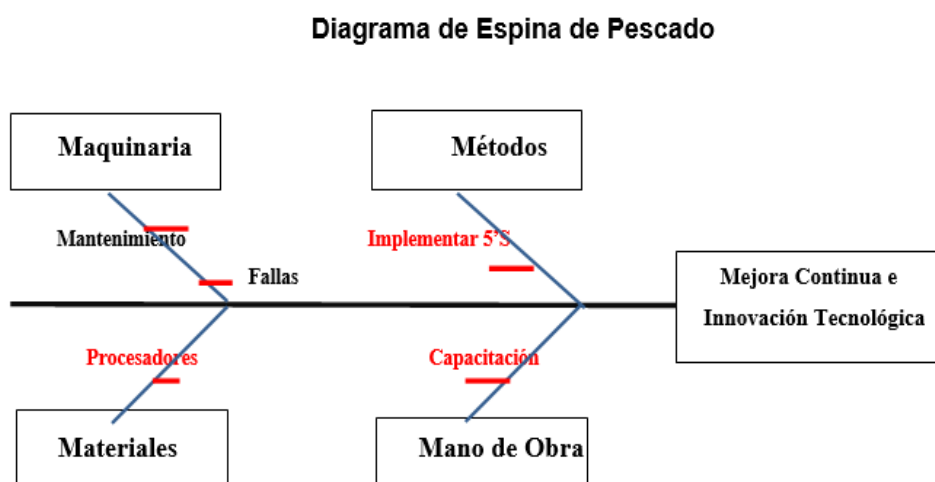 Diagrama de Espina de Pescado
Maquinaria
Métodos
Mantenimiento
Implementar 5’S
Fallas
Mejora Continua e
Innovación Tecnológica
Procesadores
Capacitación
Materiales
Mano de Obra